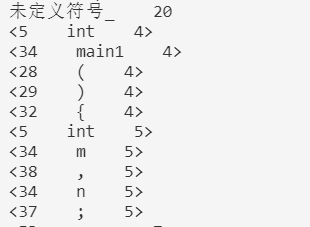 未定义符号_ 20
<5 int 4>
<34 main1 4>
<28 ( 4>
<29 ) 4>
<32 { 4>
<5 int 5>
<34 m 5>
<38 , 5>
<34 n 5>
<37 ; 5>